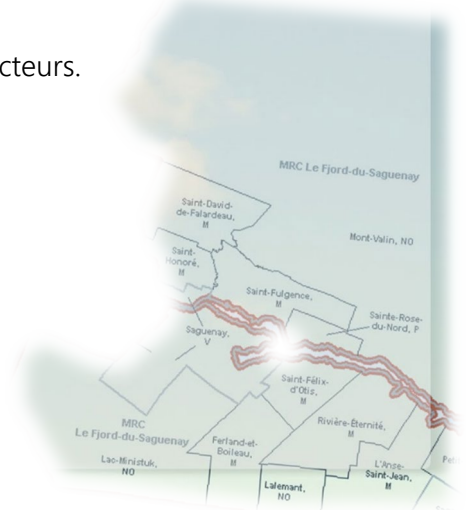 cteurs.
MRC Le Fjord-du-Saguenay
Saint-David-
de-Falardeau,
M
Mont-Valin, NO
Saint-
Honoré,
M
Saint-Fulgence,
M
Sainte-Rose-
du-Nord, P
Saguenay,
V
Saint-Félix-
d'Otis,
M
Rivière-Éternité,
M
MRC
Le Fjord-du-Saguenay
Ferland-et-
Boileau,
M
Lac-Ministuk,
NO
L'Anse-
Saint-Jean,
M
Pet
Lalemant,
NO